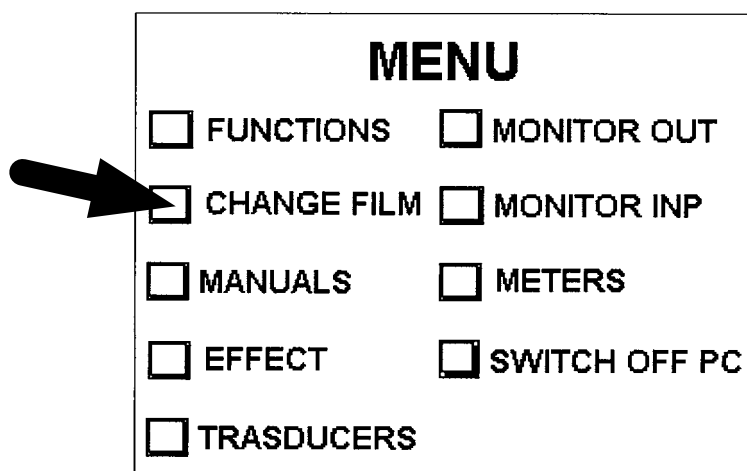 MENU
FUNCTIONS
CHANGE FILM
MANUALS
EFFECT
TRASDUCERS
MONITOR OUT
MONITOR INP
METERS
SWITCH OFF PC